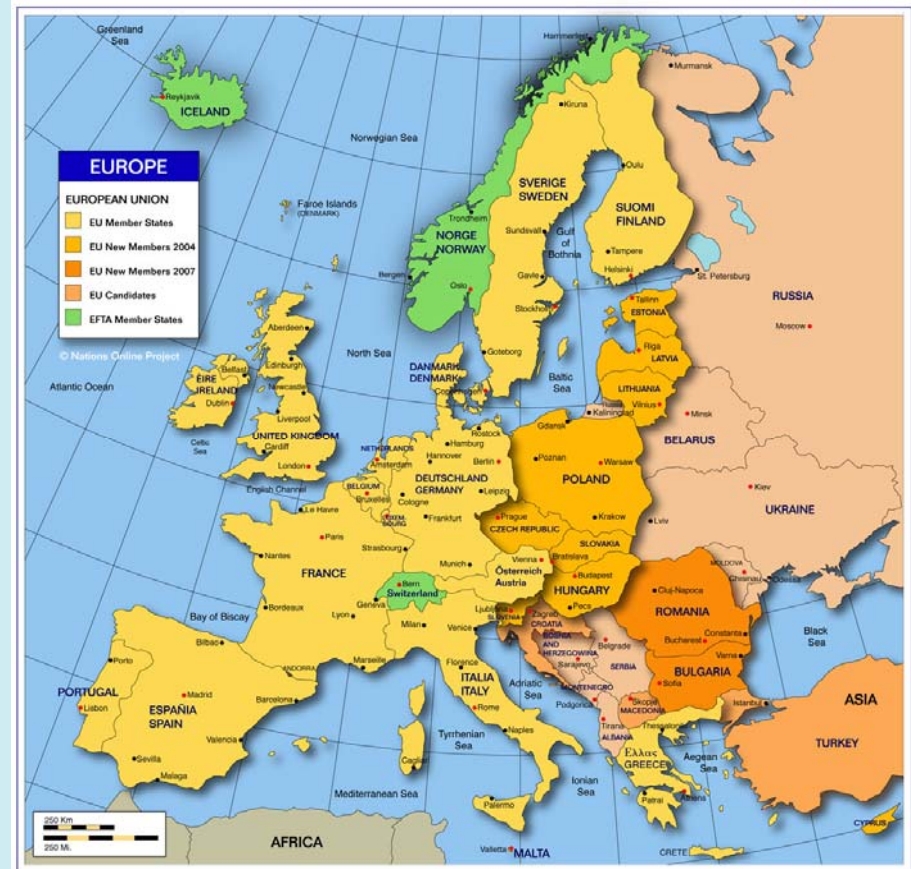 Greenland
Sea
Hammerfest
Murmansk
Reykjavik
ICELAND
Kiruna
Norwegian Sea
EUROPE
EUROPEAN UNION
EU Member States
EU New Members 2004
EU New Members 2007
EU Candidates
EFTA Member States
© Nations Online Project
Faroe Islands
(DENMARK)
Oulu
SVERIGE
SWEDEN
SUOMI
FINLAND
Trondheim
NORGE
NORWAY
Sundsvall
Gulf
of
Bothnia
Tampere
Bergen
Gavle
Helsinki
St. Petersburg
Oslo
Stockholm
Tallinn
ESTONIA
RUSSIA
Moscow
Aberdeen
North Sea
Goteborg
Riga
LATVIA
Edinburgh
DANMARK
DENMARK
Baltic
Sea
Atlantic Ocean
Belfast
EIRE
IRELAND
Newcastle
Copenhagen
LITHUANIA
Russia
Kaliningrad
Vilnius
Minsk
Dublin
Liverpool
Gdansk
BELARUS
Celtic
Sea
UNITED KINGDOM
Cardiff
London
NETHERLANDS
Amsterdam
Rostock
Hamburg
Hannover
Berlin
Poznan
Warsaw
English Channel
BELGIUM
Bruxelles
DEUTSCHLAND
GERMANY
Leipzig
POLAND
Kiev
Cologne
Le Havre
LUXEM-
BOURG
Frankfurt
Prague
CZECH REPUBLIC
Krakow
Lviv
UKRAINE
Paris
Strasbourg
SLOVAKIA
Nantes
Munich
Vienna
Bratislava
Österreich
Austria
MOLDOVA
Chisinau
Odessa
FRANCE
Bern
Switzerland
Budapest
HUNGARY
Cluj-Napoca
Geneva
Pecs
Bay of Biscay
Bordeaux
Lyon
Milan
Venice
Ljubljana
SLOVENIA
Zagreb
CROATIA
ROMANIA
Bilbao
BOSNIA
AND
HERZEGOWINA
Belgrade
Bucherest
Constanta
Black
Sea
Porto
ANDORRA
Marseille
Florence
Sarajevo
SERBIA
Varna
PORTUGAL
Lisbon
Madrid
Barcelona
ITALIA
ITALY
Adriatic
Sea
MONTENEGRO
Podgorica
Sofia
BULGARIA
ESPAÑIA
SPAIN
Rome
Skopje
MACEDONIA
Istanbul
ASIA
Tirana
ALBANIA
Thessaloniki
TURKEY
Valencia
Tyrrhenian
Sea
Naples
Ελλας
GREECE
Aegean
Sea
Sevilla
Malaga
Cagliari
Ionian
Sea
Mediterranean Sea
Palermo
Patrai
Athens
250 Km
250 Mi.
AFRICA
Valletta
MALTA
CRETE
CYPRUS